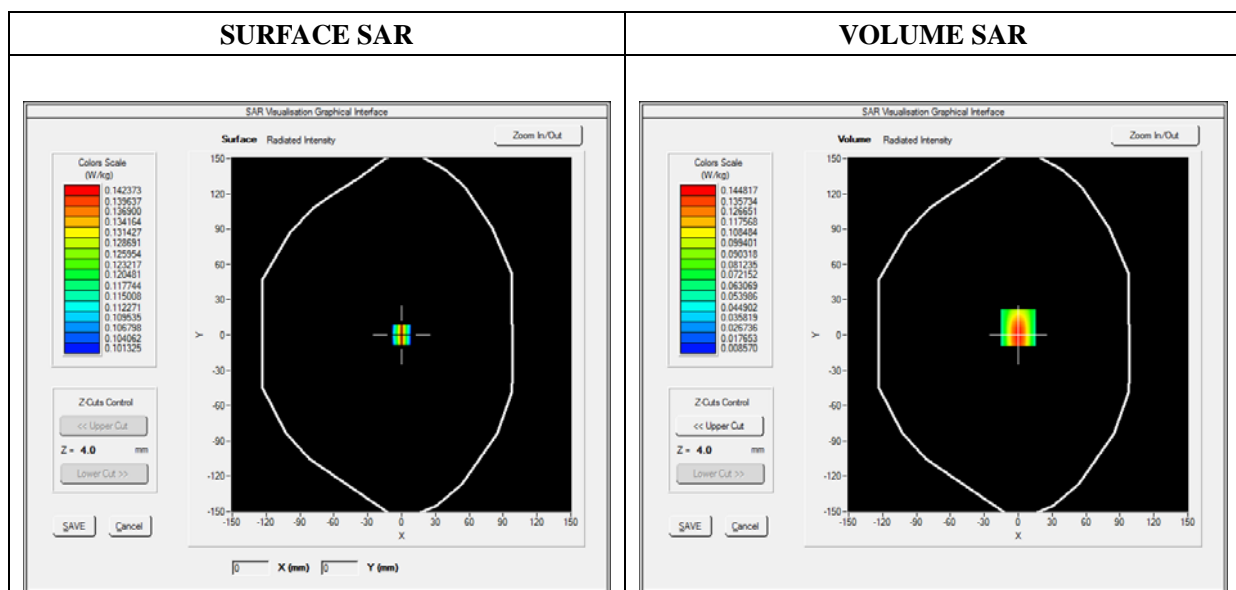 SURFACE SAR
VOLUME SAR
SAR Visualisation Graphical Interface
Surface Radiated Intensity
Zoom In/Out
Colors Scale
(W/kg)
0.142373
0.139637
0.136900
0.134164
0.131427
0.128691
0.125954
0.123217
0.120481
0.117744
0.115008
0.112271
0.109535
0.106798
0.104062
0.101325
Z-Cuts Control
<< Upper Cut
Z = 4.0 mm
Lower Cut >>
SAVE Cancel
Y
150
120
90
60
30
0
-30
-60
-90
-120
-150
-150 -120 -90 -60 -30 0 30 60 90 120 150
X
0 X (mm) 0 Y (mm)
SAR Visualisation Graphical Interface
Volume Radiated Intensity
Zoom In/Out
Colors Scale
(W/kg)
0.144817
0.135734
0.126651
0.117568
0.108484
0.099401
0.090318
0.081235
0.072152
0.063069
0.053986
0.044902
0.035819
0.026736
0.017653
0.008570
Z-Cuts Control
<< Upper Cut
Z = 4.0 mm
Lower Cut >>
SAVE Cancel
Y
150
120
90
60
30
0
-30
-60
-90
-120
-150
-150 -120 -90 -60 -30 0 30 60 90 120 150
X